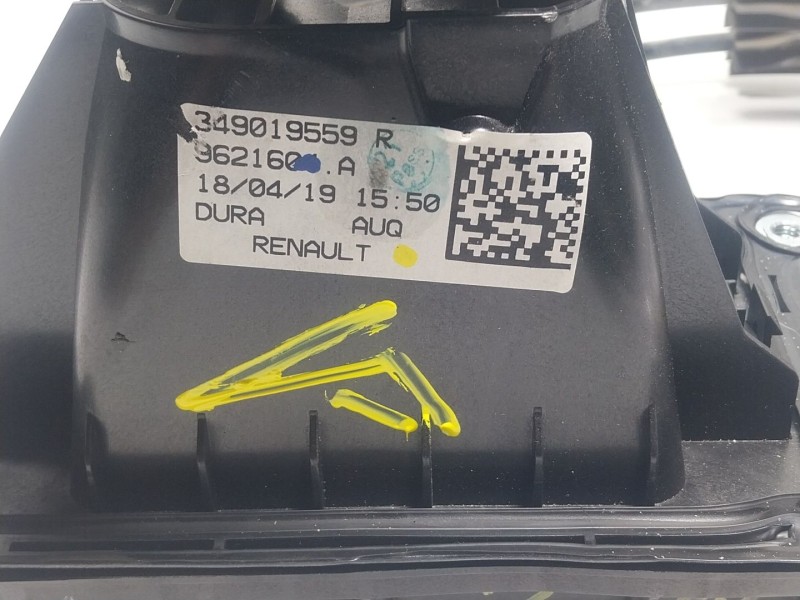 349019559 R
18/04/19 15:50
DURA AUQ
RENAULT